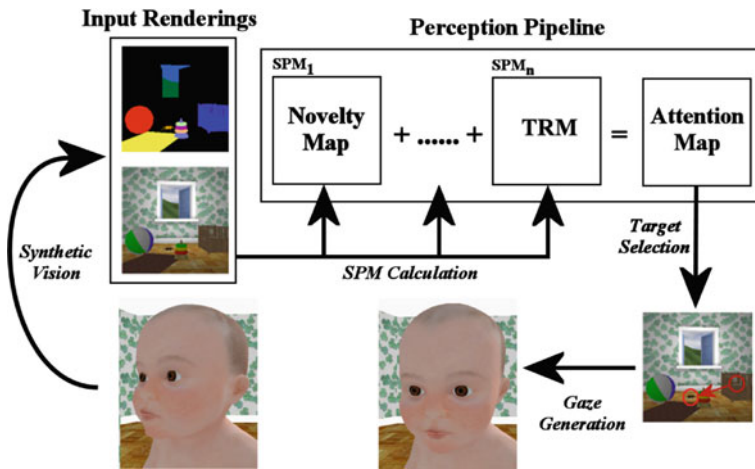 Input Renderings
Perception Pipeline
SPM1
SPMn
Novelty
Map
+ ...... +
TRM
=
Attention
Map
Synthetic
Vision
SPM Calculation
Target
Selection
Gaze
Generation